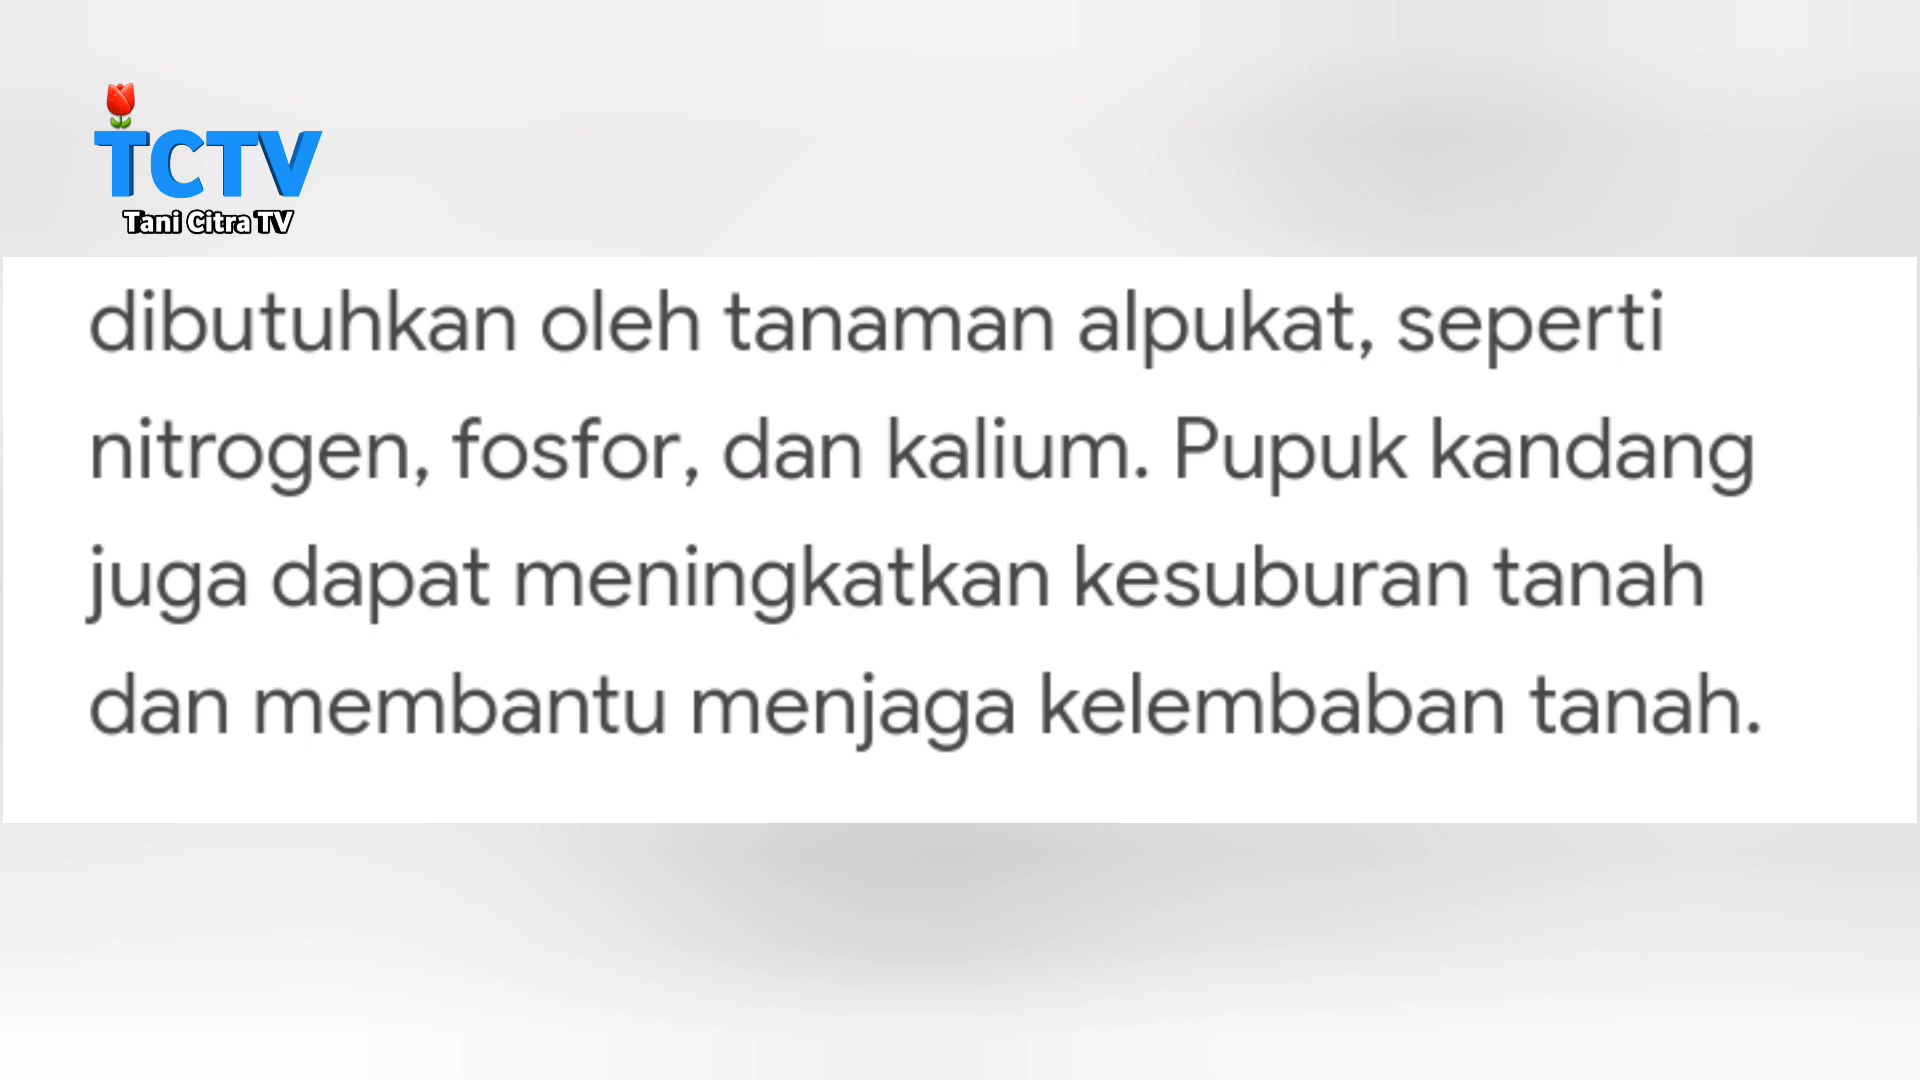 TCTV
Tani Citra TV
dibutuhkan oleh tanaman alpukat, seperti
nitrogen, fosfor, dan kalium. Pupuk kandang
juga dapat meningkatkan kesuburan tanah
dan membantu menjaga kelembaban tanah.